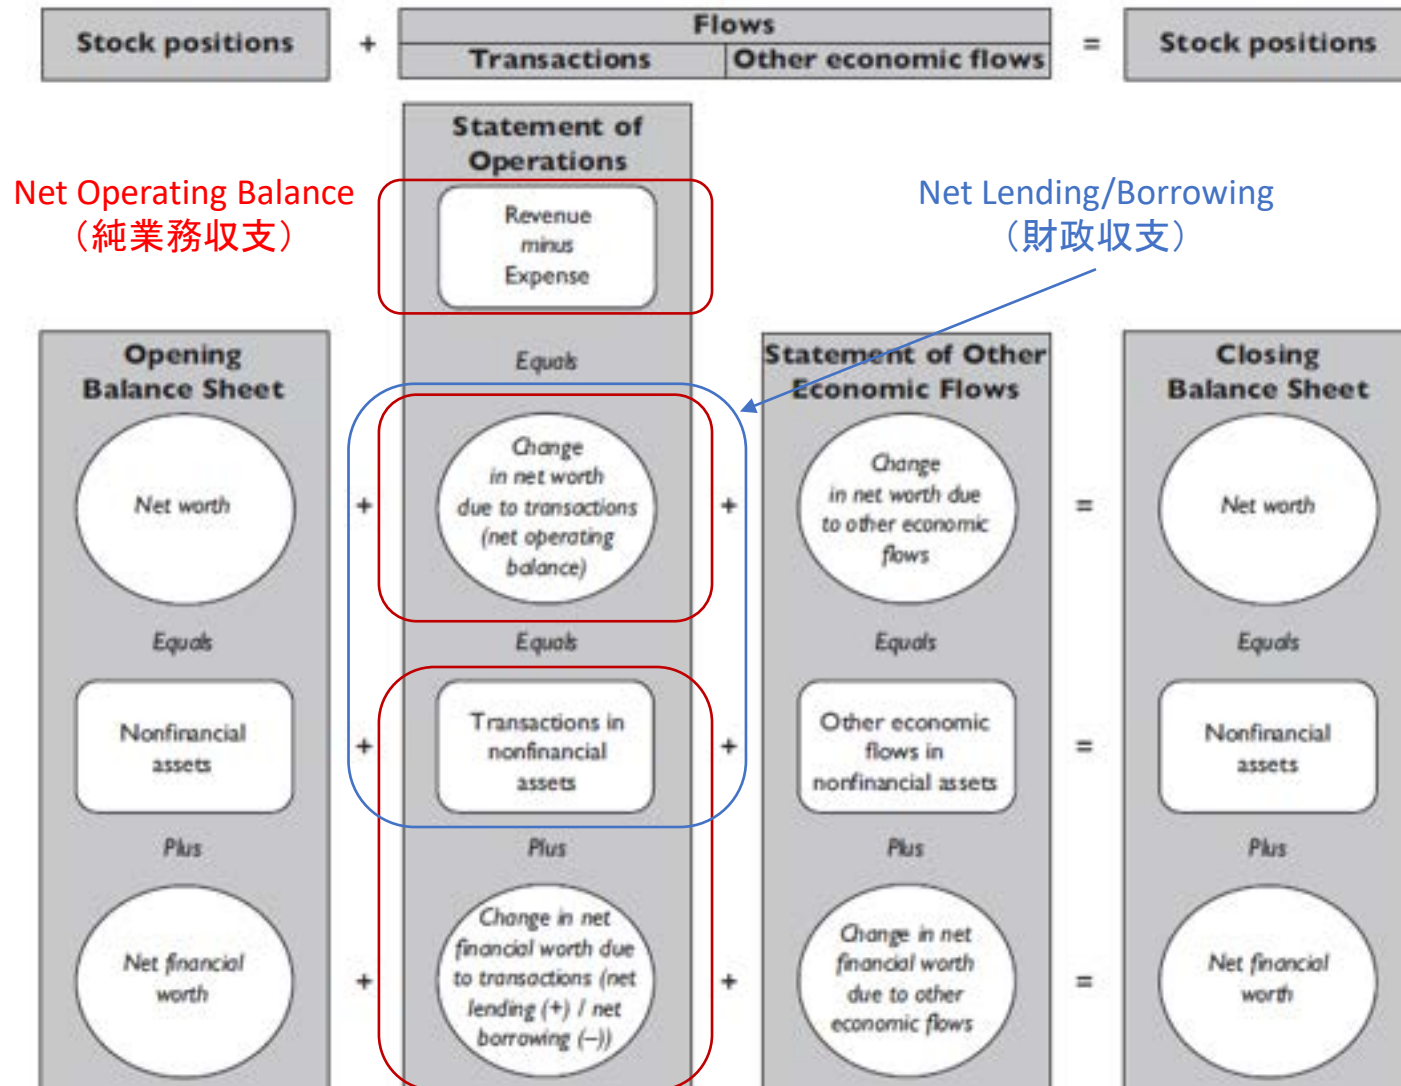 Stock positions
+
Flows
Transactions
Other economic flows
=
Stock positions
Statement of
Operations
Net Operating Balance
（純業務収支）
Revenue
minus
Expense
Net Lending/Borrowing
（財政収支）
Opening
Balance Sheet
Equals
Statement of Other
Economic Flows
Closing
Balance Sheet
Net worth
+
Change
in net worth
due to transactions
(net operating
balance)
+
Change
in net worth due
to other economic
flows
=
Net worth
Equals
Equals
Equals
Equals
Nonfinancial
assets
+
Transactions in
nonfinancial
assets
+
Other economic
flows in
nonfinancial assets
=
Nonfinancial
assets
Plus
Plus
Plus
Plus
Net financial
worth
+
Change in net
financial worth due
to transactions (net
lending (+) / net
borrowing (–))
+
Change in net
financial worth
due to other
economic flows
=
Net financial
worth